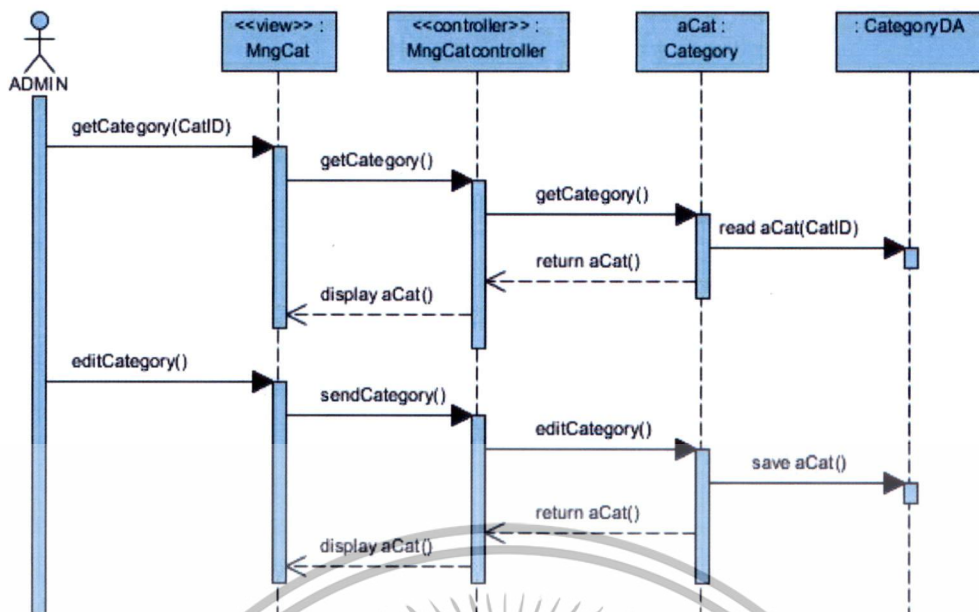 <<view>> :
MngCat
<<controller>> :
MngCatcontroller
aCat :
Category
: CategoryDA
ADMIN
getCategory(CatID)
getCategory()
getCategory()
read aCat(CatID)
return aCat()
display aCat()
editCategory()
sendCategory()
editCategory()
save aCat()
return aCat()
display aCat()